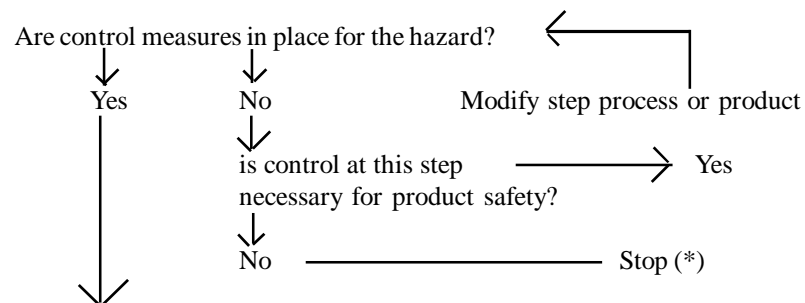 Are control measures in place for the hazard?
Yes No Modify step process or product
is control at this step Yes
necessary for product safety?
No Stop (*)